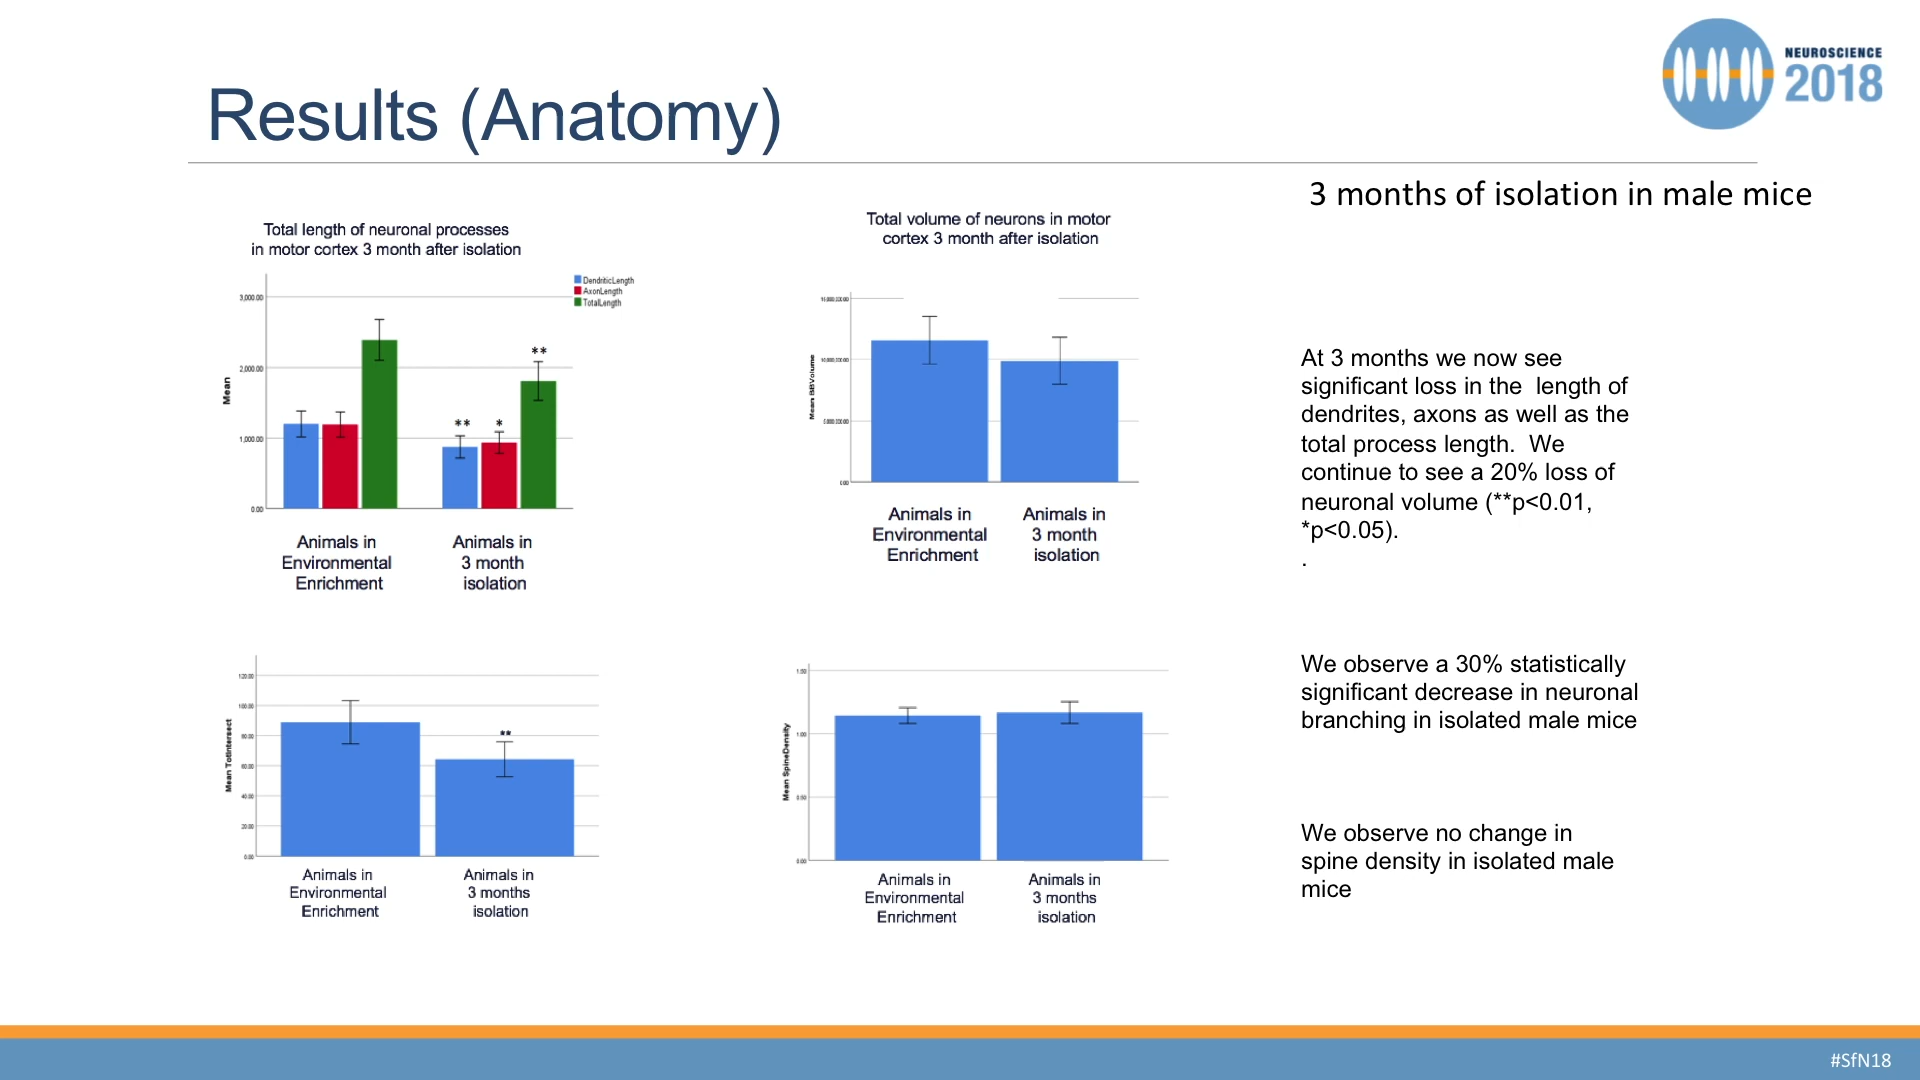 NEUROSCIENCE
2018
Results (Anatomy)
3 months of isolation in male mice
Total length of neuronal processes
in motor cortex 3 month after isolation
DendriticLength
AxonLength
TotalLength
3,000.00
2,000.00
1,000.00
0.00
Mean
**
*
**
Animals in
Environmental
Enrichment
Animals in
3 month
isolation
Total volume of neurons in motor
cortex 3 month after isolation
0.00
Animals in
Environmental
Enrichment
Animals in
3 month
isolation
At 3 months we now see
significant loss in the  length of
dendrites, axons as well as the
total process length.  We
continue to see a 20% loss of
neuronal volume (**p<0.01,
*p<0.05).
.
Mean TotIntersect
120.00
100.00
80.00
60.00
40.00
20.00
0.00
**
Animals in
Environmental
Enrichment
Animals in
3 months
isolation
Mean SpineDensity
1.50
1.00
0.50
0.00
Animals in
Environmental
Enrichment
Animals in
3 months
isolation
We observe a 30% statistically
significant decrease in neuronal
branching in isolated male mice
We observe no change in
spine density in isolated male
mice
#SfN18